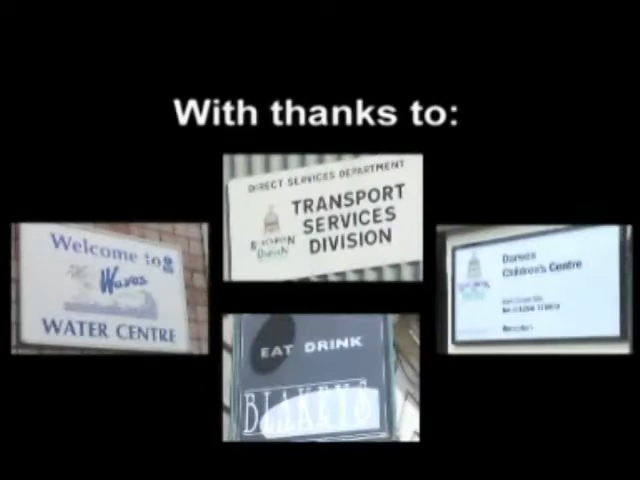 With thanks to:
DIRECT SERVICES DEPARTMENT
TRANSPORT
SERVICES
DIVISION
Welcome to
Waves
WATER CENTRE
Darwen
Children's Centre
EAT DRINK
BLAKEYS